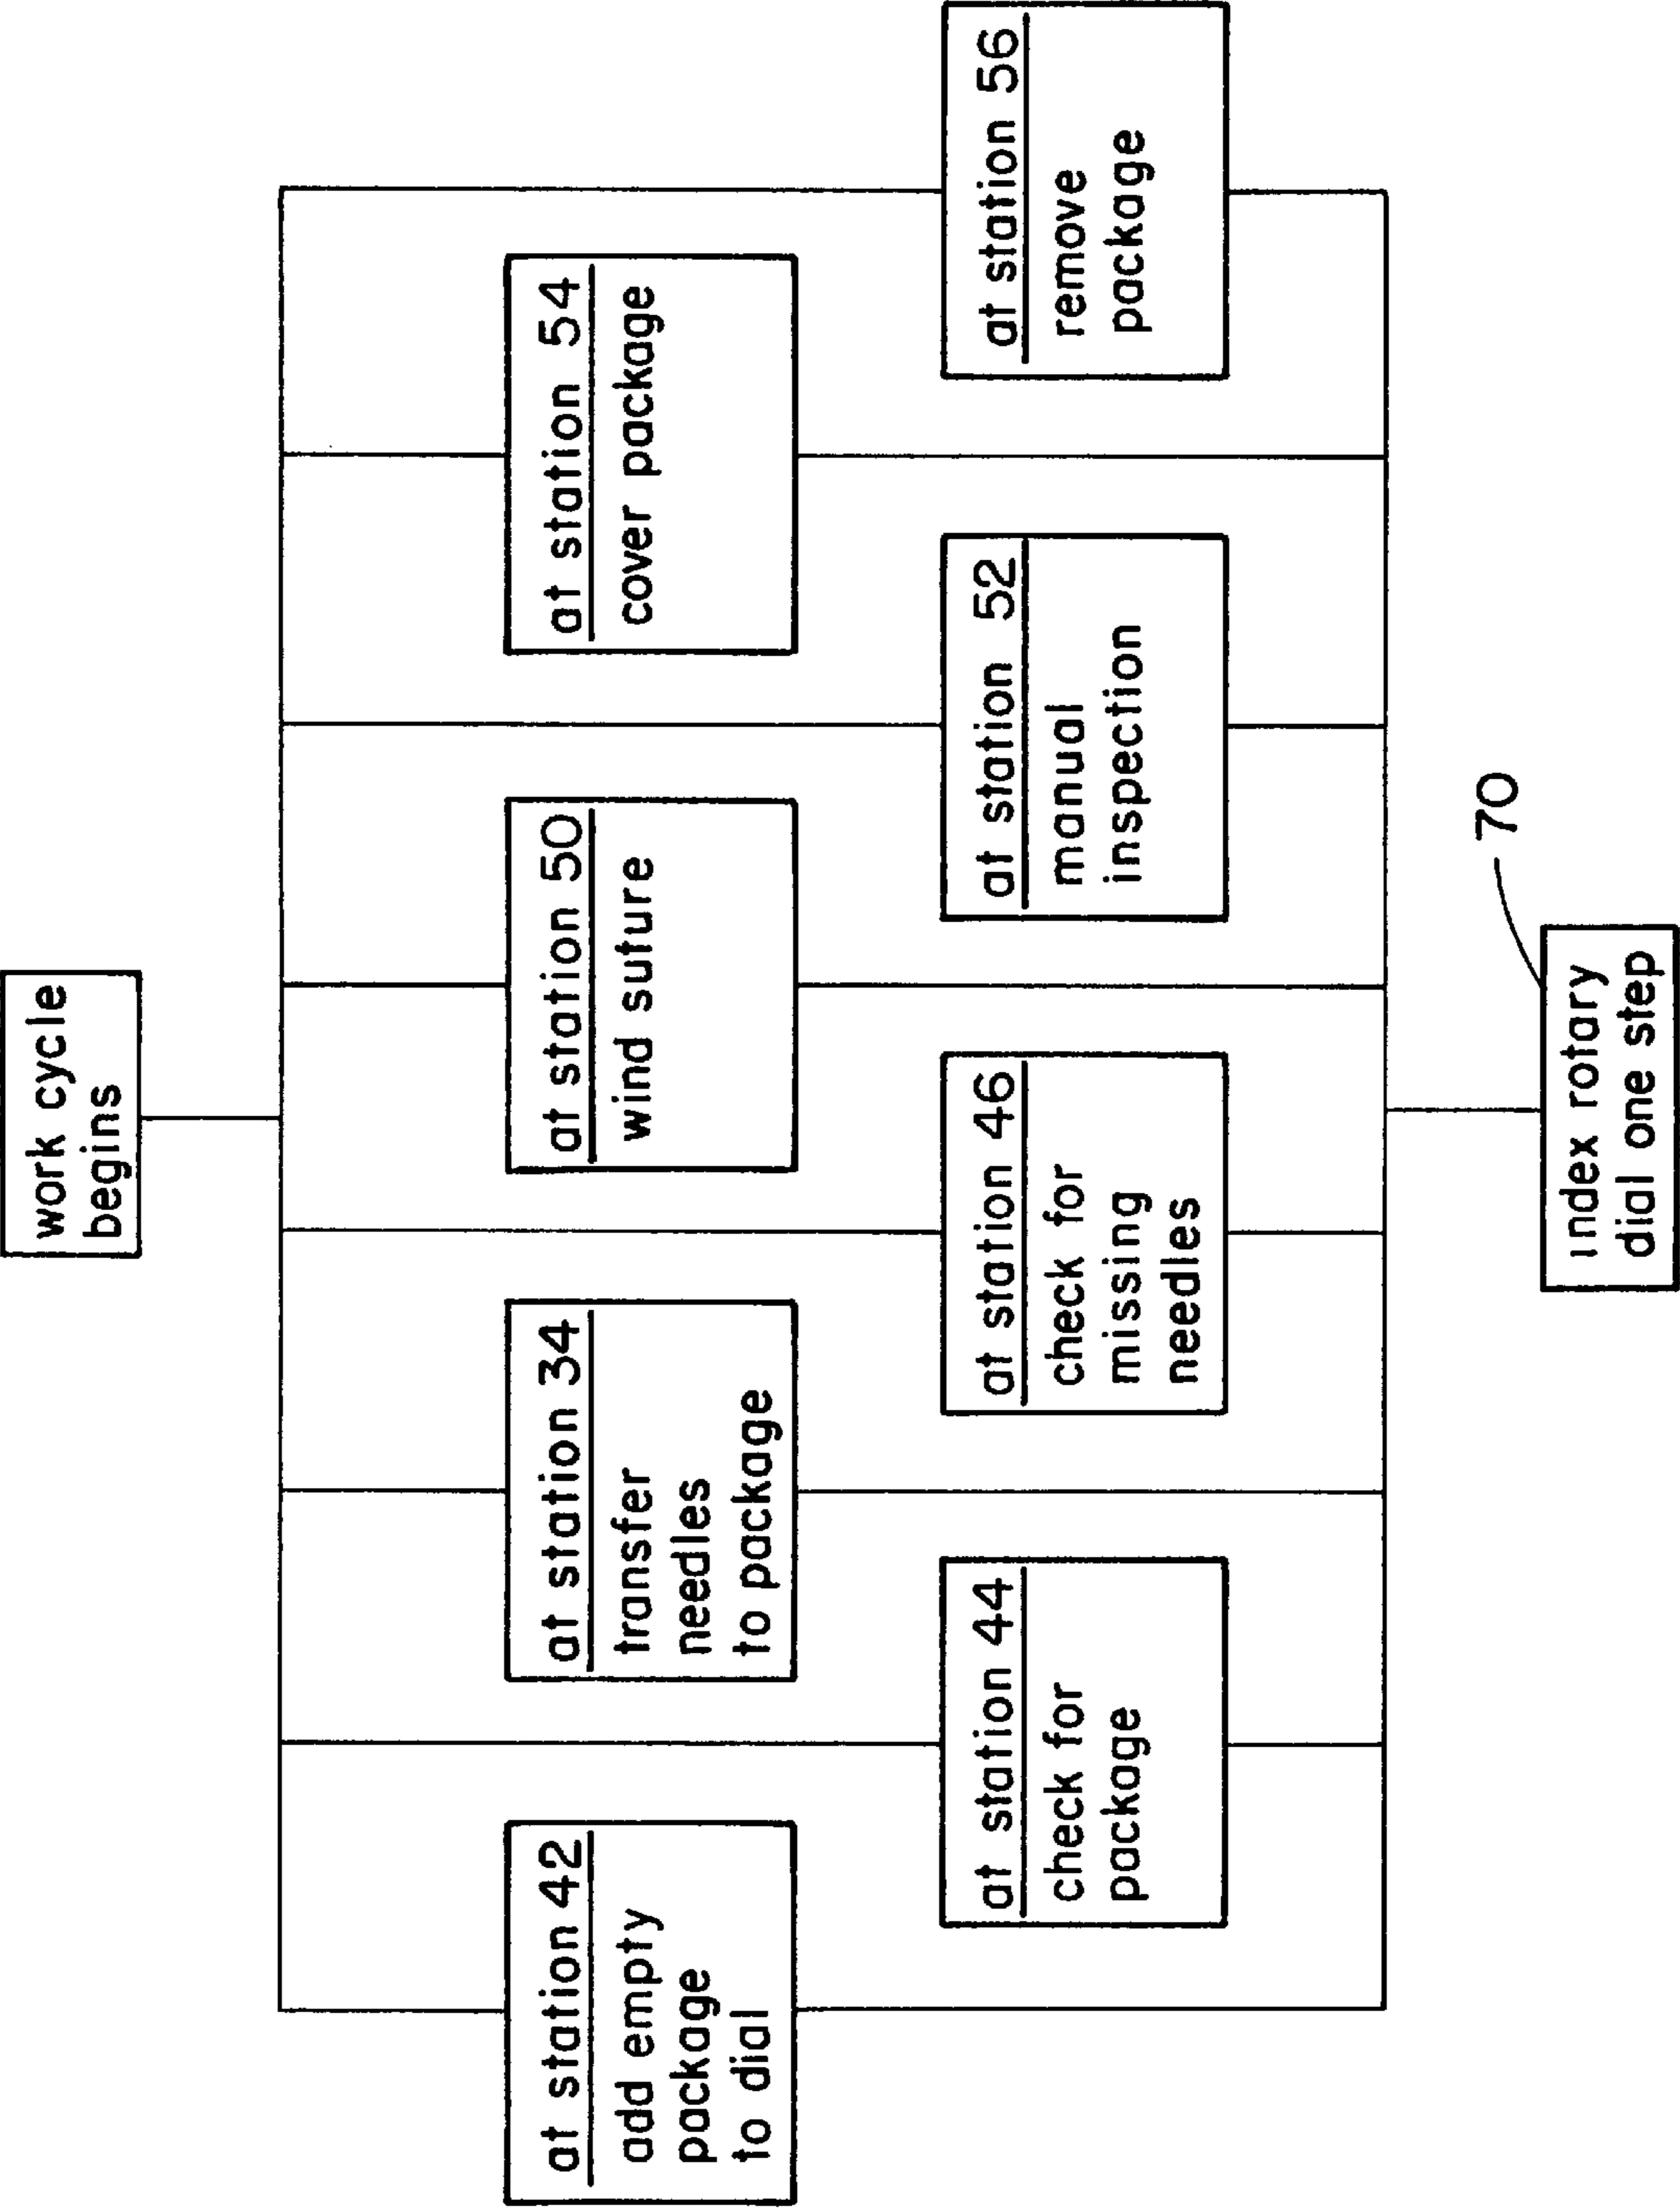 work cycle
begins
at station 42
add empty
package
to dial
at station 34
transfer
needles
to package
at station 50
wind suture
at station 54
cover package
at station 44
check for
package
at station 46
check for
missing
needles
at station 52
manual
inspection
at station 56
remove
package
70
index rotary
dial one step